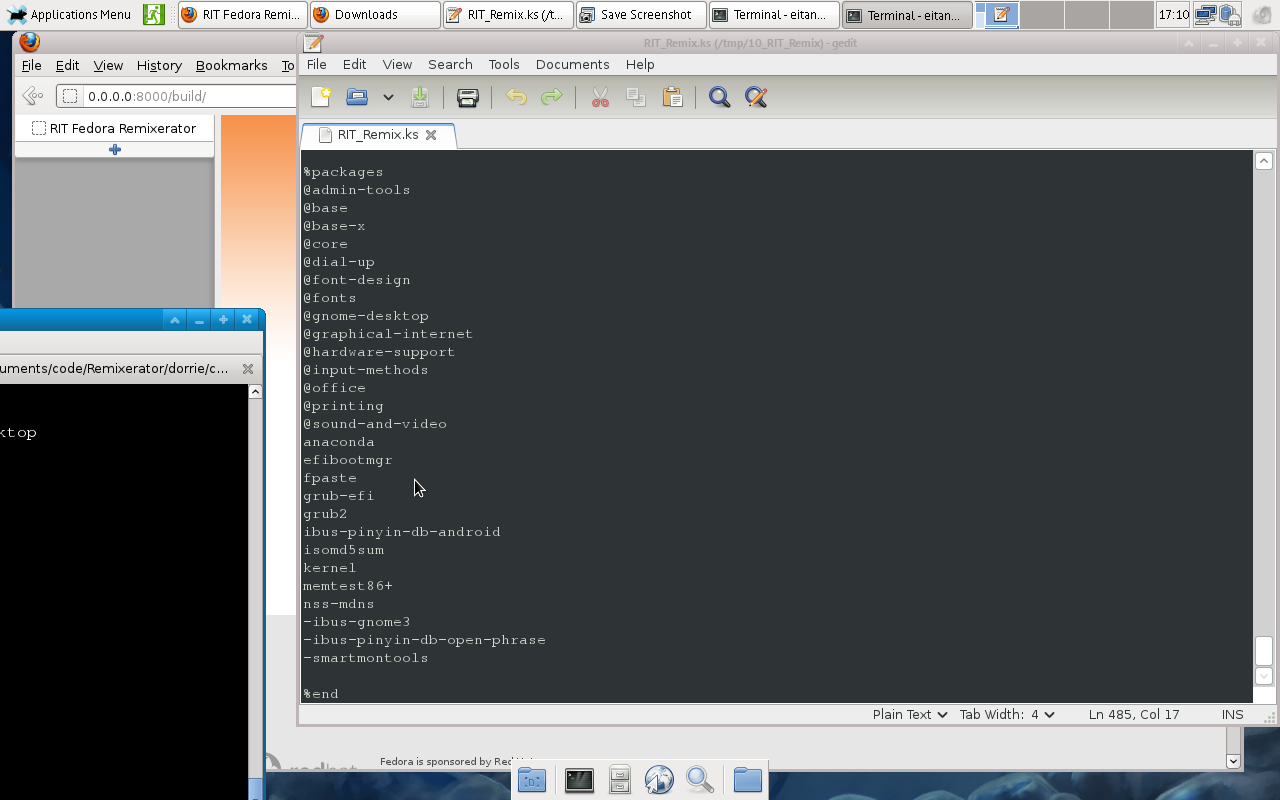 Applications Menu
RIT Fedora Remi...
Downloads
RIT_Remix.ks (/t...
Save Screenshot
Terminal - eitan...
Terminal - eitan...
17:10
RIT_Remix.ks (/tmp/10_RIT_Remix) - gedit
File Edit View History Bookmarks To
0.0.0.0:8000/build/
RIT Fedora Remixerator
File Edit View Search Tools Documents Help
RIT_Remix.ks
%packages
@admin-tools
@base
@base-x
@core
@dial-up
@font-design
@fonts
@gnome-desktop
@graphical-internet
@hardware-support
@input-methods
@office
@printing
@sound-and-video
anaconda
efibootmgr
fpaste
grub-efi
grub2
ibus-pinyin-db-android
isomd5sum
kernel
memtest86+
nss-mdns
-ibus-gnome3
-ibus-pinyin-db-open-phrase
-smartmontools
%end
Plain Text Tab Width: 4 Ln 485, Col 17 INS
uments/code/Remixerator/dorrie/c...
ktop
Fedora is sponsored by Red